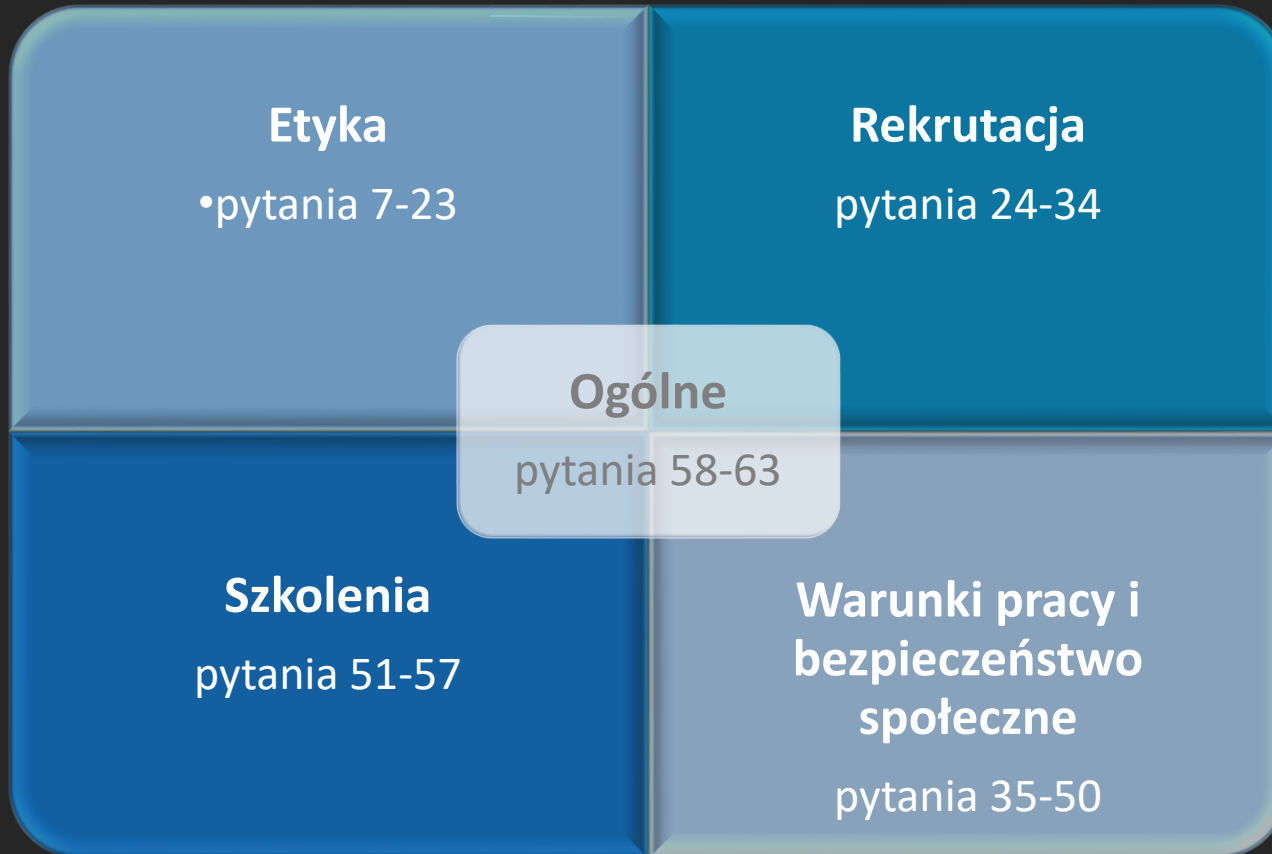 Etyka
•pytania 7-23
Rekrutacja
pytania 24-34
Ogólne
pytania 58-63
Szkolenia
pytania 51-57
Warunki pracy i
bezpieczeństwo
społeczne
pytania 35-50